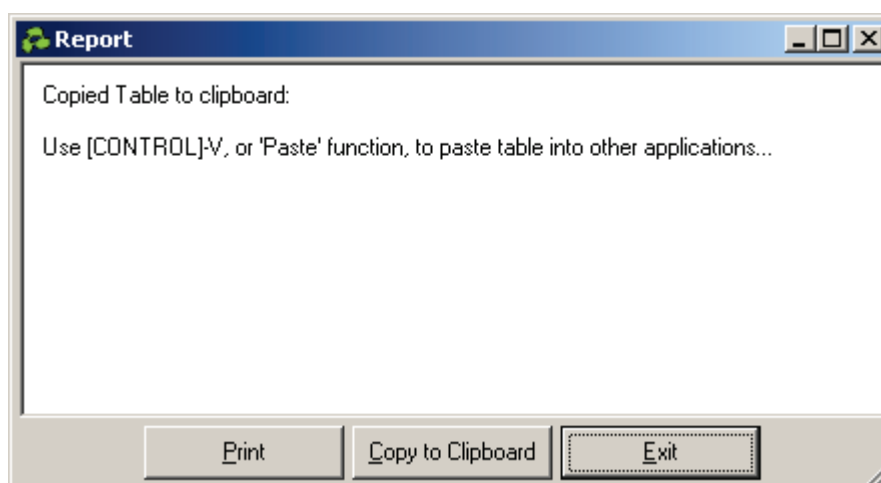 Report
Copied Table to clipboard:
Use [CONTROL]-V, or 'Paste' function, to paste table into other applications...
Print
Copy to Clipboard
Exit